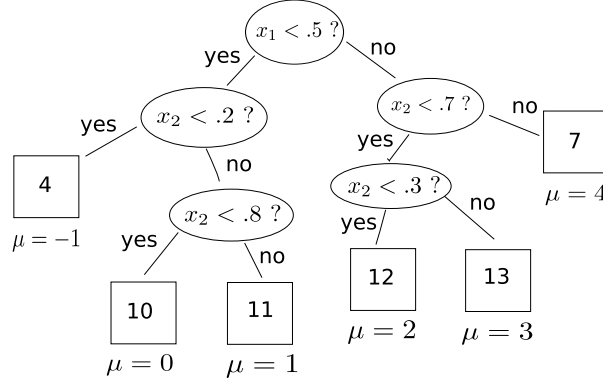 x₁ < .5 ?
yes
no
x₂ < .2 ?
x₂ < .7 ?
yes
no
yes
no
4
μ = −1
x₂ < .8 ?
x₂ < .3 ?
7
μ = 4
yes
no
yes
no
10
11
12
13
μ = 0
μ = 1
μ = 2
μ = 3